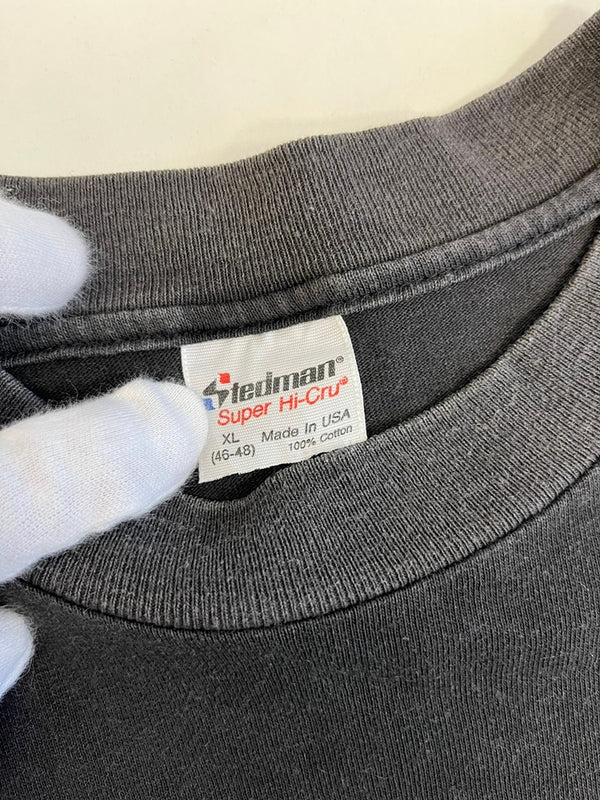 Stedman®
Super Hi-Cru®
XL Made In USA
(46-48) 100% Cotton